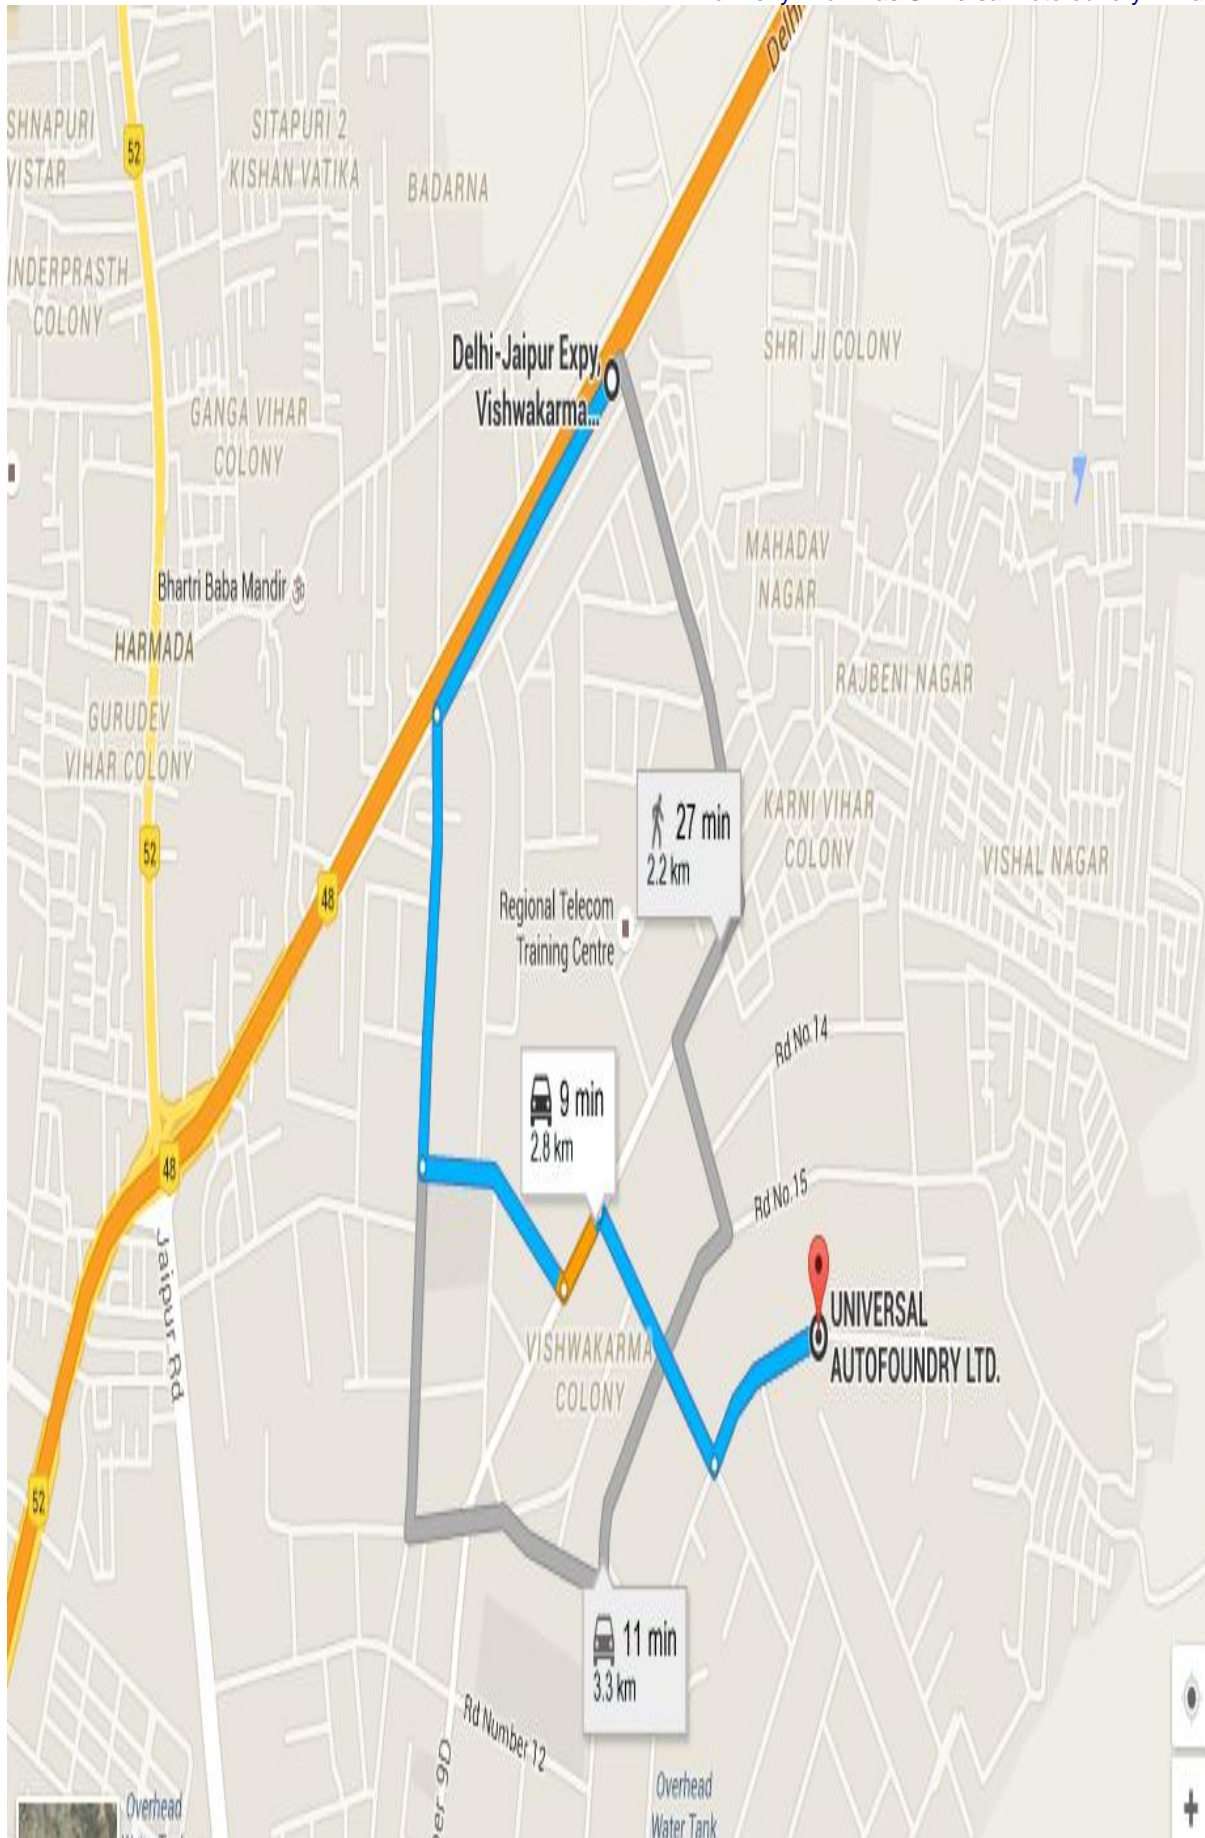 Delhi
52
SHNAPURI
VISTAR
SITAPURI 2
KISHAN VATIKA
BADARNA
INDERPRASTH
COLONY
Delhi-Jaipur Expy,
Vishwakarma...
SHRI JI COLONY
GANGA VIHAR
COLONY
MAHADAV
NAGAR
Bhartri Baba Mandir
HARMADA
RAJBENI NAGAR
GURUDEV
VIHAR COLONY
27 min
2.2 km
KARNI VIHAR
COLONY
VISHAL NAGAR
52
48
Regional Telecom
Training Centre
Rd No.14
9 min
2.8 km
48
Rd No.15
Jaipur Rd
UNIVERSAL
AUTOFOUNDRY LTD.
VISHWAKARMA
COLONY
52
11 min
3.3 km
Rd Number 12
9D
Overhead
Water Tank
Overhead
+